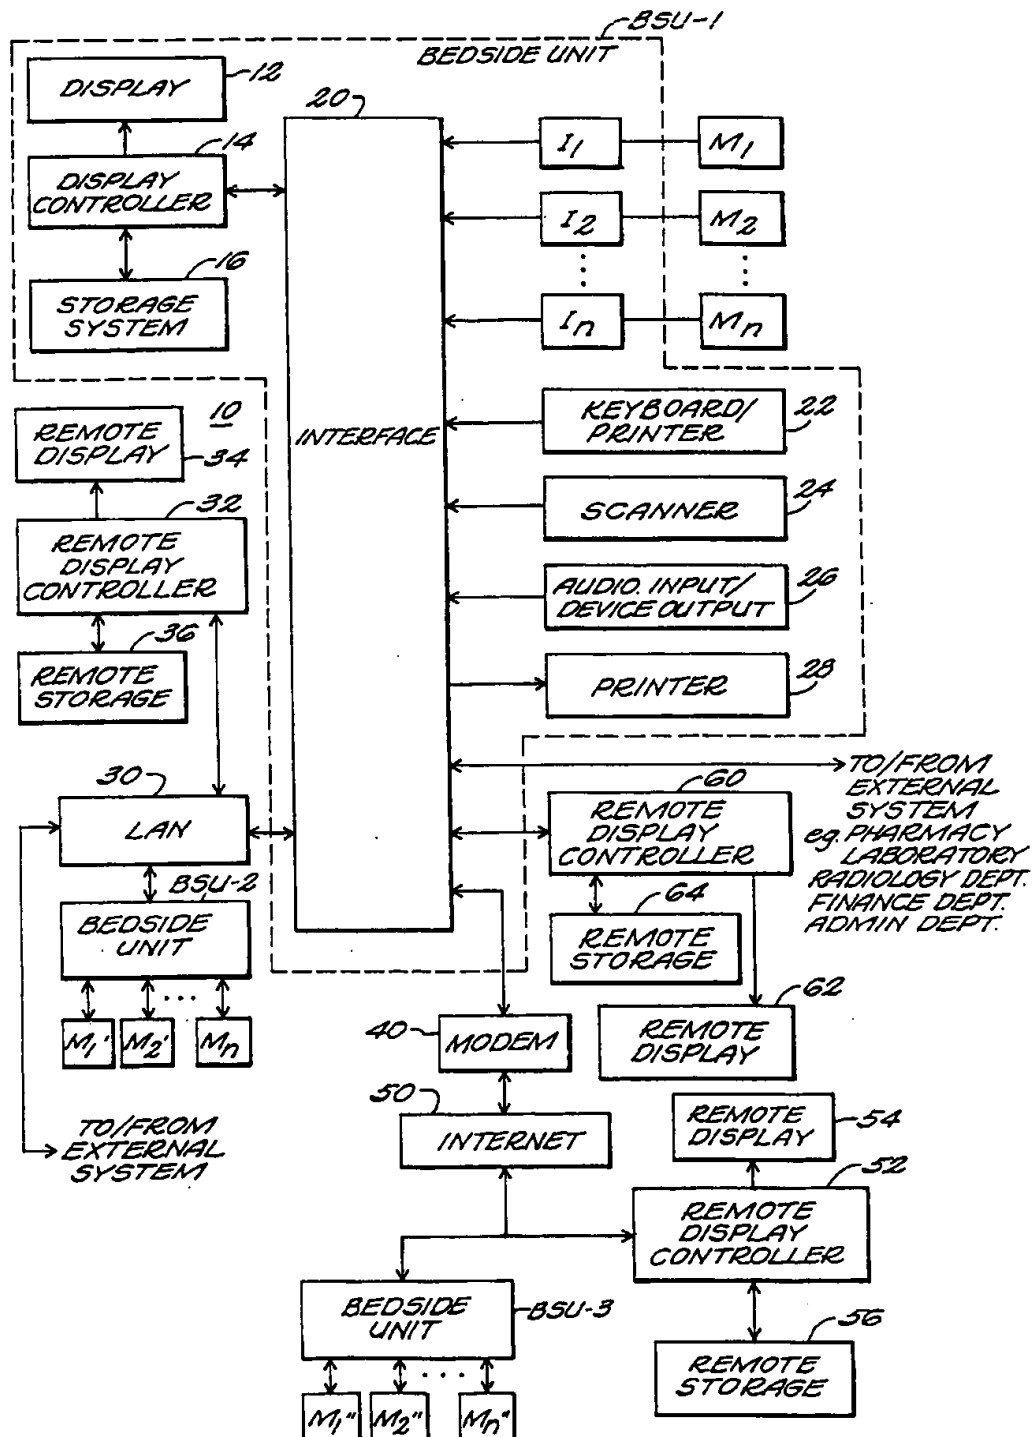 BSU-1
BEDSIDE UNIT
12
DISPLAY
20
14
DISPLAY
CONTROLLER
16
STORAGE
SYSTEM
I1
M1
I2
M2
In
Mn
INTERFACE
KEYBOARD/
PRINTER
22
SCANNER
24
AUDIO. INPUT/
DEVICE OUTPUT
26
PRINTER
28
10
REMOTE
DISPLAY
34
32
REMOTE
DISPLAY
CONTROLLER
36
REMOTE
STORAGE
30
LAN
BSU-2
BEDSIDE
UNIT
M1'
M2'
Mn
TO/FROM
EXTERNAL
SYSTEM
TO/FROM
EXTERNAL
SYSTEM
eg. PHARMACY
LABORATORY
RADIOLOGY DEPT.
FINANCE DEPT.
ADMIN DEPT.
60
REMOTE
DISPLAY
CONTROLLER
64
REMOTE
STORAGE
62
REMOTE
DISPLAY
40
MODEM
50
INTERNET
REMOTE
DISPLAY
54
52
REMOTE
DISPLAY
CONTROLLER
56
REMOTE
STORAGE
BEDSIDE
UNIT
BSU-3
M1"
M2"
Mn"